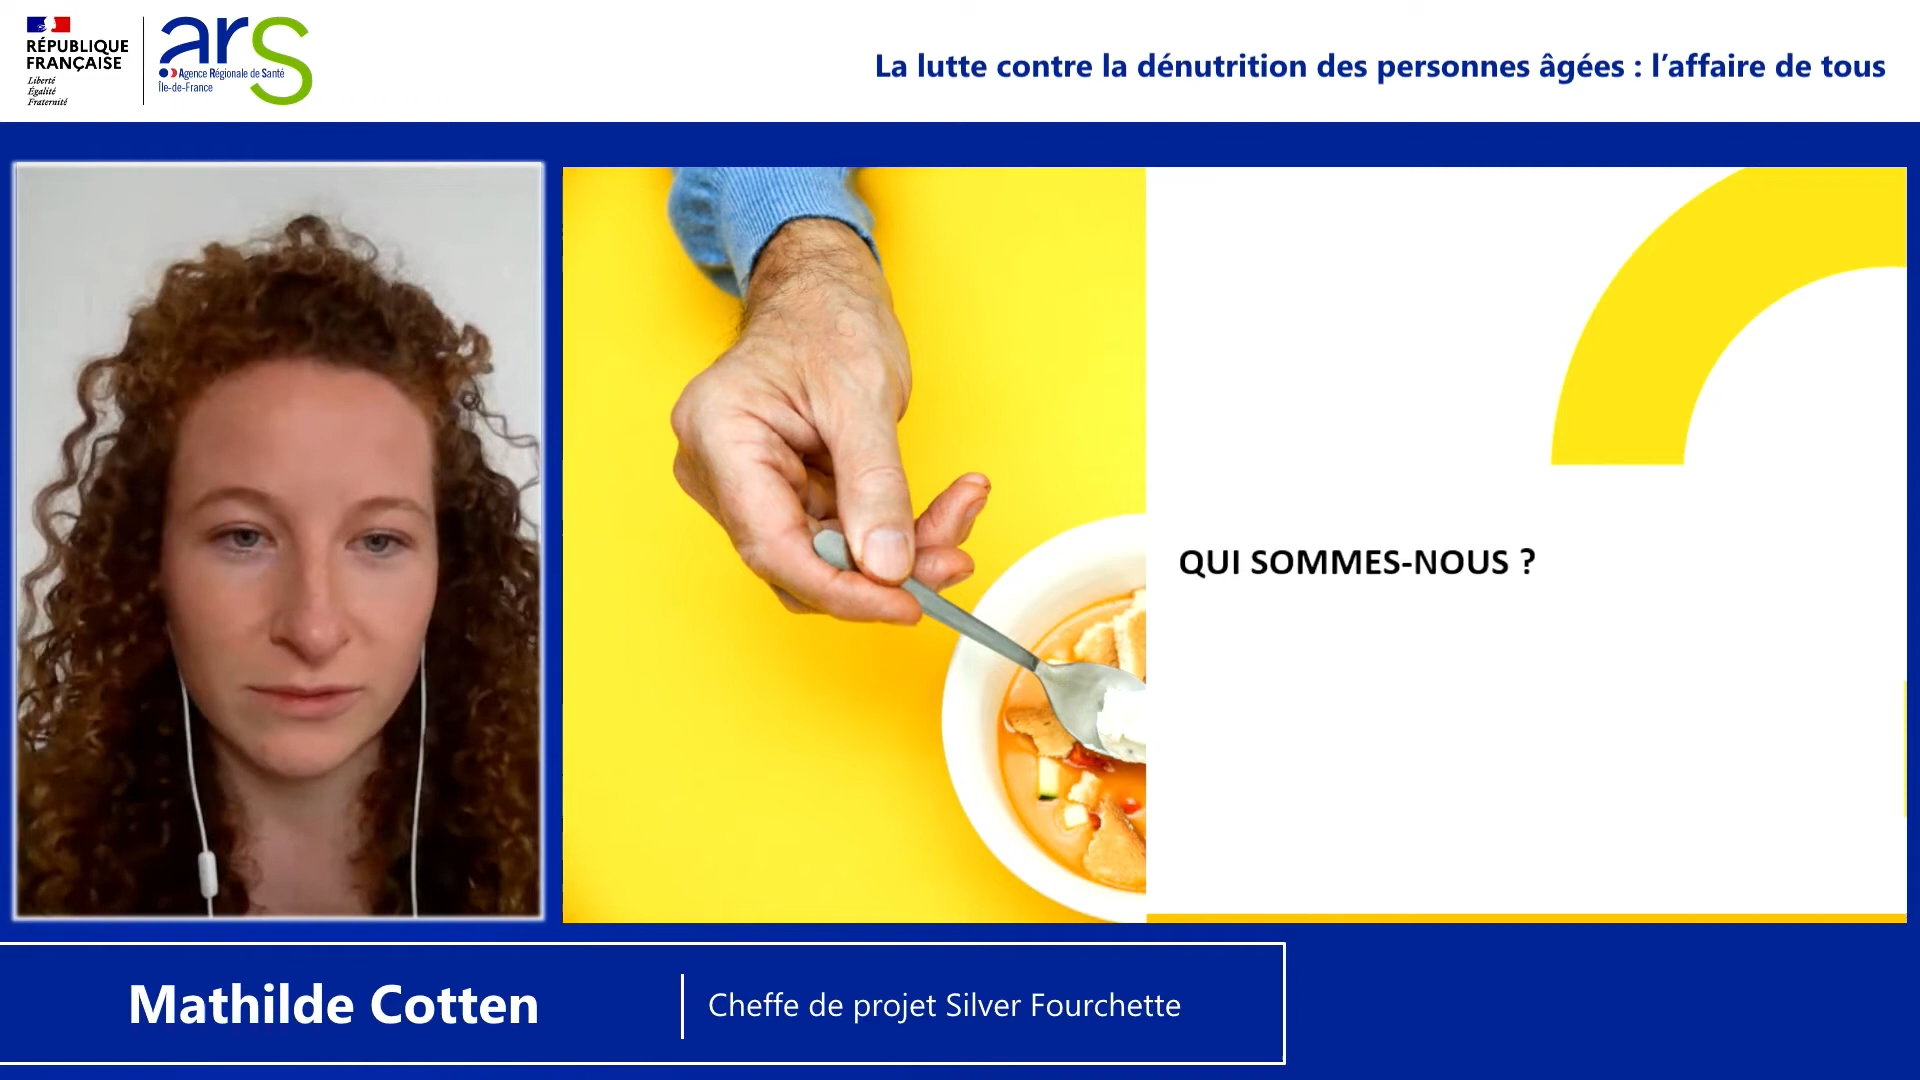 RÉPUBLIQUE
FRANÇAISE
Liberté
Égalité
Fraternité
ars
Agence Régionale de Santé
Île-de-France
La lutte contre la dénutrition des personnes âgées : l’affaire de tous
QUI SOMMES-NOUS ?
Mathilde Cotten
Cheffe de projet Silver Fourchette